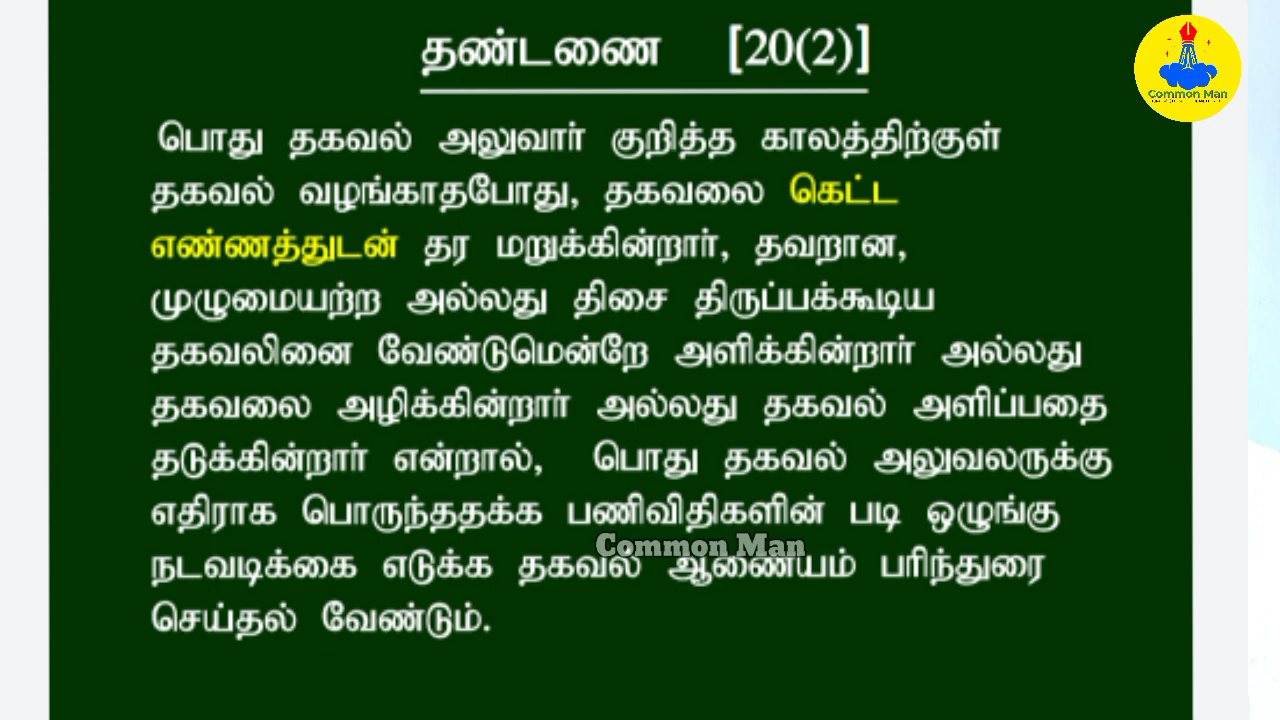 தண்டணை [20(2)]
Common Man
பொது தகவல் அலுவார் குறித்த காலத்திற்குள்
தகவல் வழங்காதபோது, தகவலை கெட்ட
எண்ணத்துடன் தர மறுக்கின்றார், தவறான,
முழுமையற்ற அல்லது திசை திருப்பக்கூடிய
தகவலினை வேண்டுமென்றே அளிக்கின்றார் அல்லது
தகவலை அழிக்கின்றார் அல்லது தகவல் அளிப்பதை
தடுக்கின்றார் என்றால், பொது தகவல் அலுவலருக்கு
எதிராக பொருந்ததக்க பணிவிதிகளின் படி ஒழுங்கு
Common Man
நடவடிக்கை எடுக்க தகவல் ஆணையம் பரிந்துரை
செய்தல் வேண்டும்.